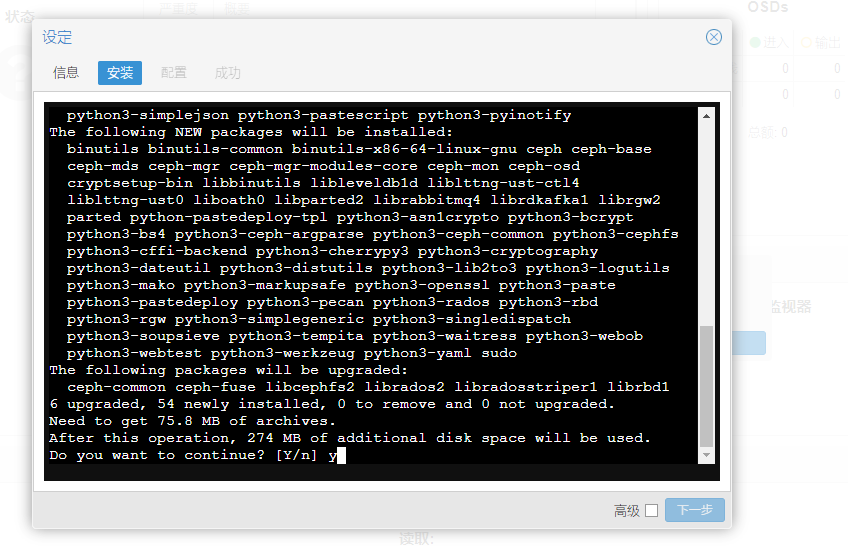 状态
OSDs
设定
进入
输出
信息 安装 配置 成功
0 0
0 0
python3-simplejson python3-pastescript python3-pyinotify
The following NEW packages will be installed:
binutils binutils-common binutils-x86-64-linux-gnu ceph ceph-base
总额: 0
ceph-mds ceph-mgr ceph-mgr-modules-core ceph-mon ceph-osd
cryptsetup-bin libbinutils libleveldb1d liblttng-ust-ctl4
liblttng-ust0 liboath0 libparted2 librabbitmq4 librdkafka1 librgw2
parted python-pastedeploy-tpl python3-asn1crypto python3-bcrypt
python3-bs4 python3-ceph-argparse python3-ceph-common python3-cephfs
python3-cffi-backend python3-cherrypy3 python3-cryptography
python3-dateutil python3-distutils python3-lib2to3 python3-logutils
python3-mako python3-markupsafe python3-openssl python3-paste
python3-pastedeploy python3-pecan python3-rados python3-rbd
监视器
python3-rgw python3-simplegeneric python3-singledispatch
python3-soupsieve python3-tempita python3-waitress python3-webob
python3-webtest python3-werkzeug python3-yaml sudo
The following packages will be upgraded:
ceph-common ceph-fuse libcephfs2 librados2 libradosstriper1 librbd1
6 upgraded, 54 newly installed, 0 to remove and 0 not upgraded.
Need to get 75.8 MB of archives.
After this operation, 274 MB of additional disk space will be used.
Do you want to continue? [Y/n] y
高级 下一步
读取: